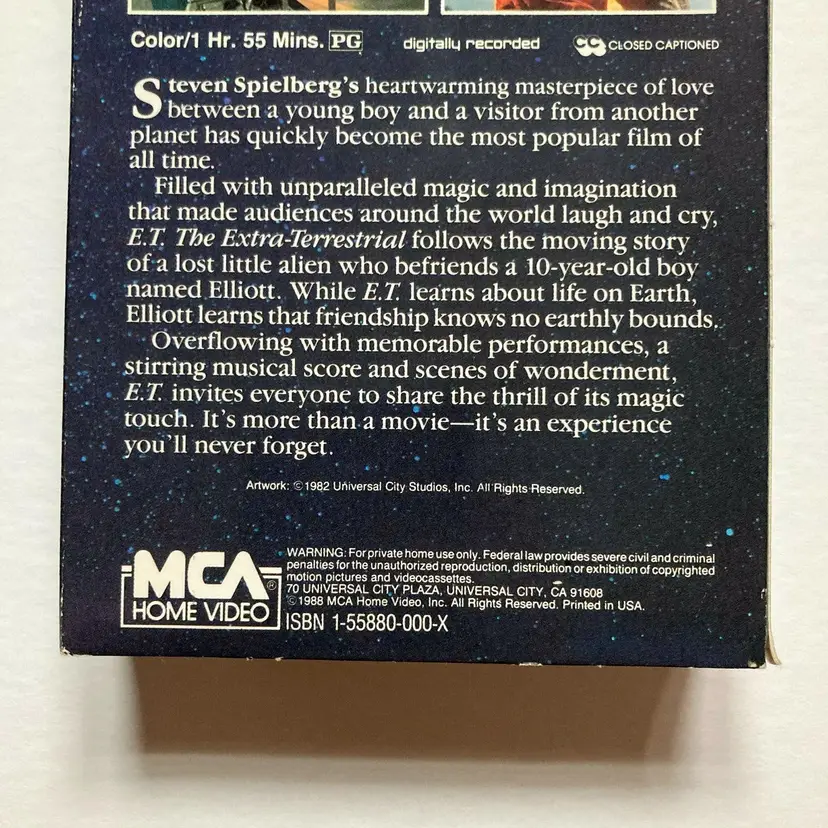 Color/1 Hr. 55 Mins. PG digitally recorded CC CLOSED CAPTIONED
Steven Spielberg's heartwarming masterpiece of love
between a young boy and a visitor from another
planet has quickly become the most popular film of
all time.
Filled with unparalleled magic and imagination
that made audiences around the world laugh and cry,
E.T. The Extra-Terrestrial follows the moving story
of a lost little alien who befriends a 10-year-old boy
named Elliott. While E.T. learns about life on Earth,
Elliott learns that friendship knows no earthly bounds.
Overflowing with memorable performances, a
stirring musical score and scenes of wonderment,
E.T. invites everyone to share the thrill of its magic
touch. It's more than a movie—it's an experience
you'll never forget.
Artwork: ©1982 Universal City Studios, Inc. All Rights Reserved.
MCA®
HOME VIDEO
WARNING: For private home use only. Federal law provides severe civil and criminal
penalties for the unauthorized reproduction, distribution or exhibition of copyrighted
motion pictures and videocassettes.
70 UNIVERSAL CITY PLAZA, UNIVERSAL CITY, CA 91608
©1988 MCA Home Video, Inc. All Rights Reserved. Printed in USA.
ISBN 1-55880-000-X